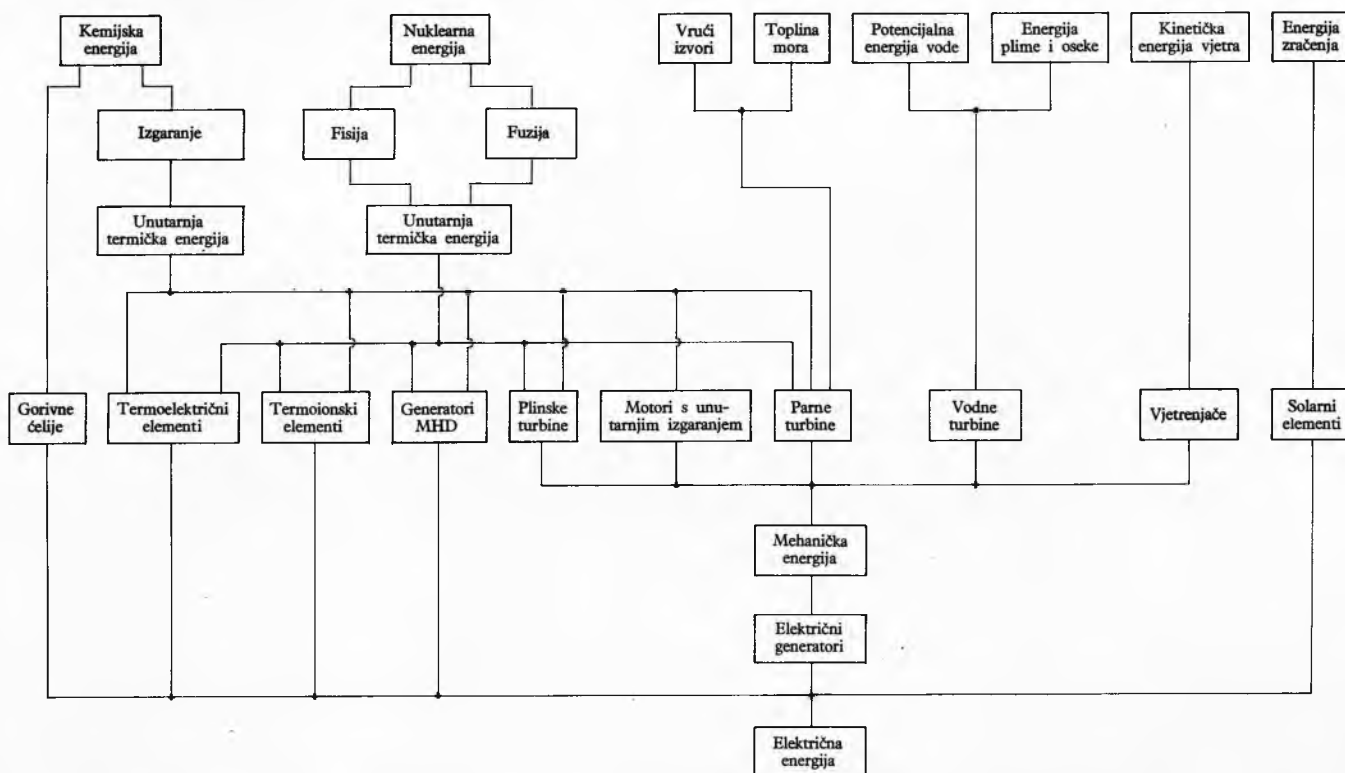 Kemijska
energija
Nuklearna
energija
Vrući
izvori
Toplina
mora
Potencijalna
energija vode
Energija
plime i oseke
Kinetička
energija vjetra
Energija
zračenja
Izgaranje
Fisija
Fuzija
Unutarnja
termička energija
Unutarnja
termička energija
Gorivne
ćelije
Termoelektrični
elementi
Termoionski
elementi
Generatori
MHD
Plinske
turbine
Motori s unu-
tarnjim izgaranjem
Parne
turbine
Vodne
turbine
Vjetrenjače
Solarni
elementi
Mehanička
energija
Električni
generatori
Električna
energija